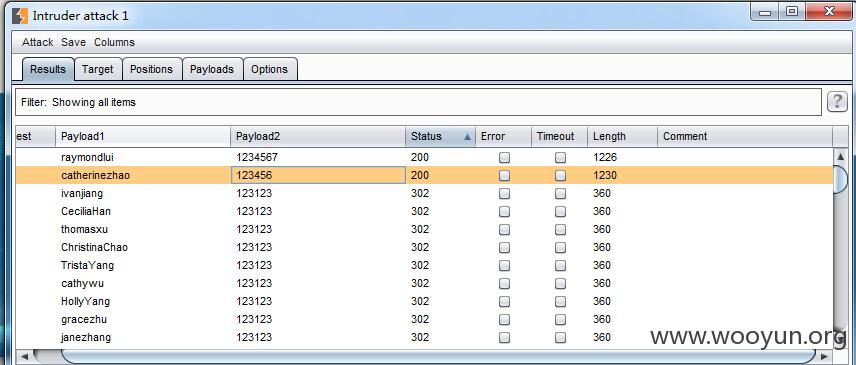 Intruder attack 1
Attack Save Columns
Results Target Positions Payloads Options
Filter: Showing all items ?
est Payload1 Payload2 Status Error Timeout Length Comment
raymondlui 1234567 200 1226
catherinezhao 123456 200 1230
ivanjiang 123123 302 360
CeciliaHan 123123 302 360
thomasxu 123123 302 360
ChristinaChao 123123 302 360
TristaYang 123123 302 360
cathywu 123123 302 360
HollyYang 123123 302 360
gracezhu 123123 302 360
janezhang 123123 302 360
www.wooyun.org